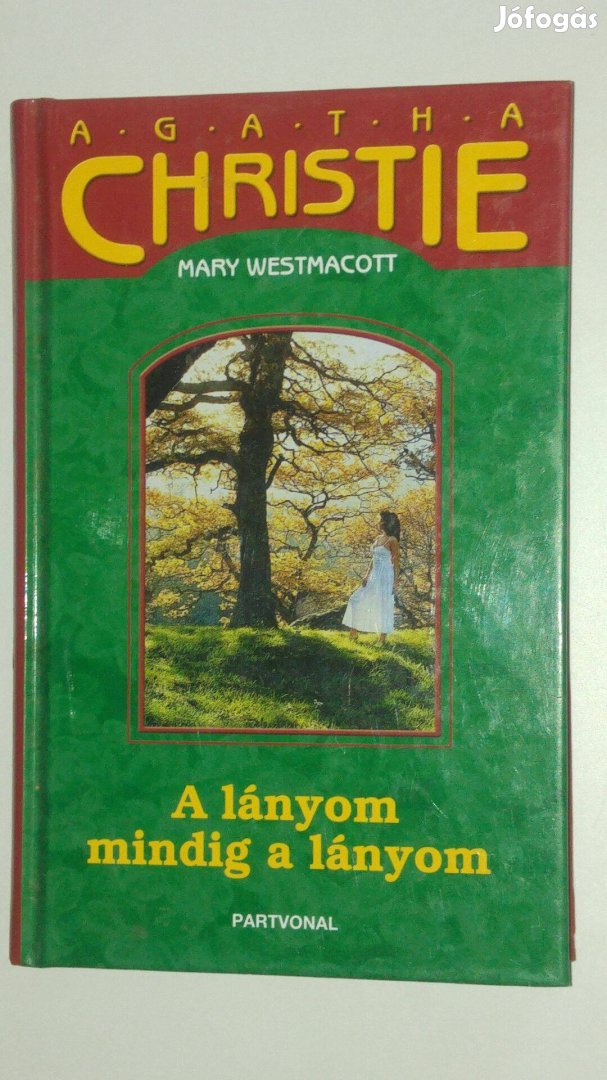 Jófogás
A·G·A·T·H·A
CHRISTIE
MARY WESTMACOTT
A lányom
mindig a lányom
PARTVONAL